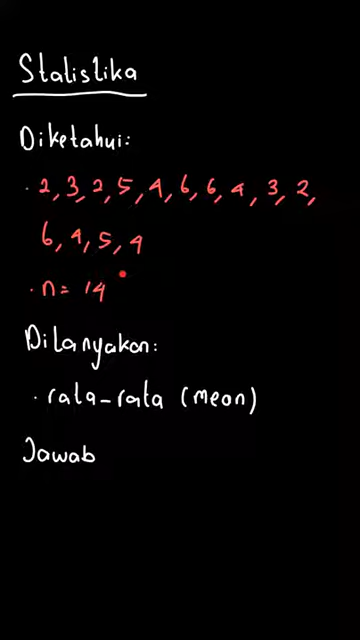 Statistika
Diketahui:
· 2, 3, 2, 5, 4, 6, 6, 4, 3, 2,
6, 4, 5, 4
· n = 14
Ditanyakan:
· rata-rata (mean)
Jawab